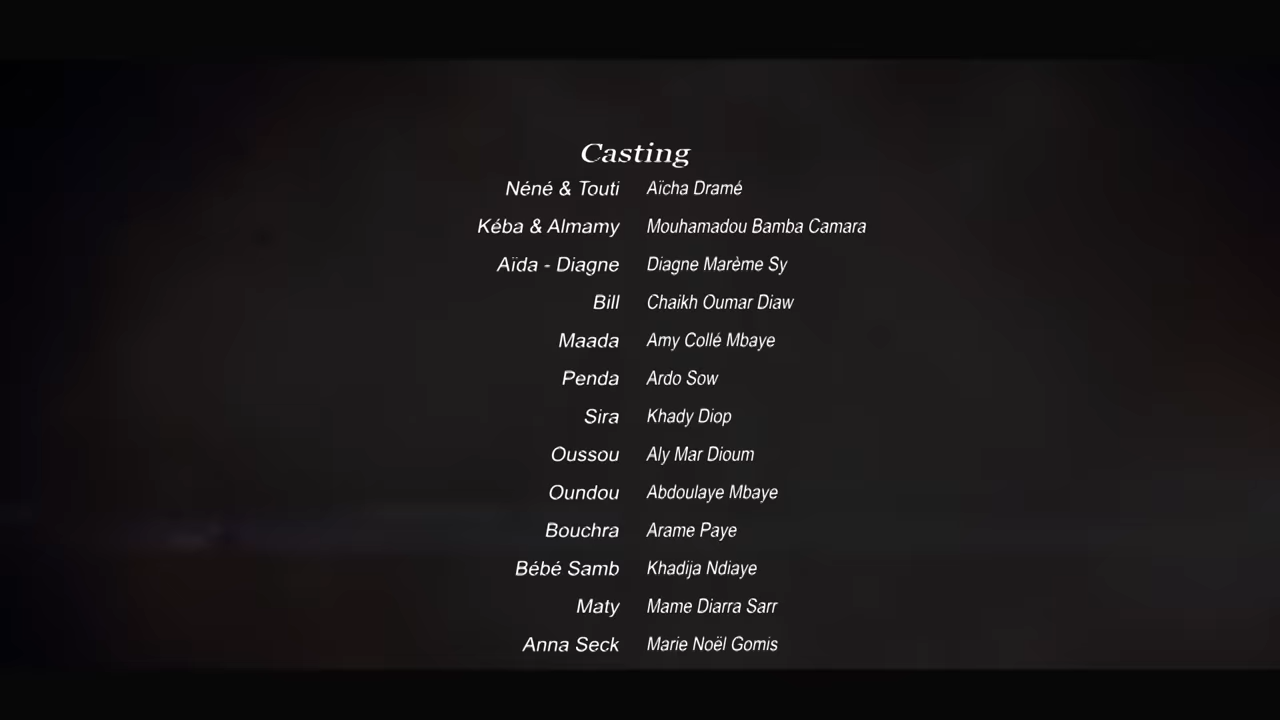 Casting
Néné & Touti Aïcha Dramé
Kéba & Almamy Mouhamadou Bamba Camara
Aïda - Diagne Diagne Marème Sy
Bill Chaikh Oumar Diaw
Maada Amy Collé Mbaye
Penda Ardo Sow
Sira Khady Diop
Oussou Aly Mar Dioum
Oundou Abdoulaye Mbaye
Bouchra Arame Paye
Bébé Samb Khadija Ndiaye
Maty Mame Diarra Sarr
Anna Seck Marie Noël Gomis